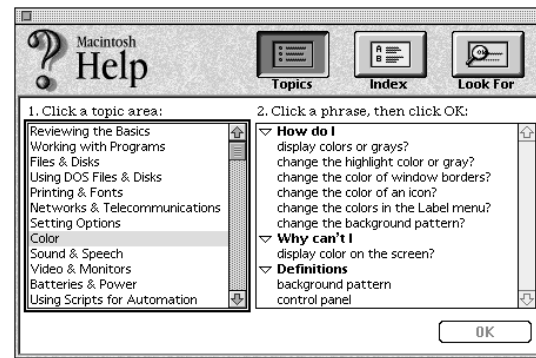 Macintosh
Help
Topics
Index
Look For
1. Click a topic area:
Reviewing the Basics
Working with Programs
Files & Disks
Using DOS Files & Disks
Printing & Fonts
Networks & Telecommunications
Setting Options
Color
Sound & Speech
Video & Monitors
Batteries & Power
Using Scripts for Automation
2. Click a phrase, then click OK:
How do I
display colors or grays?
change the highlight color or gray?
change the color of window borders?
change the color of an icon?
change the colors in the Label menu?
change the background pattern?
Why can't I
display color on the screen?
Definitions
background pattern
control panel
OK